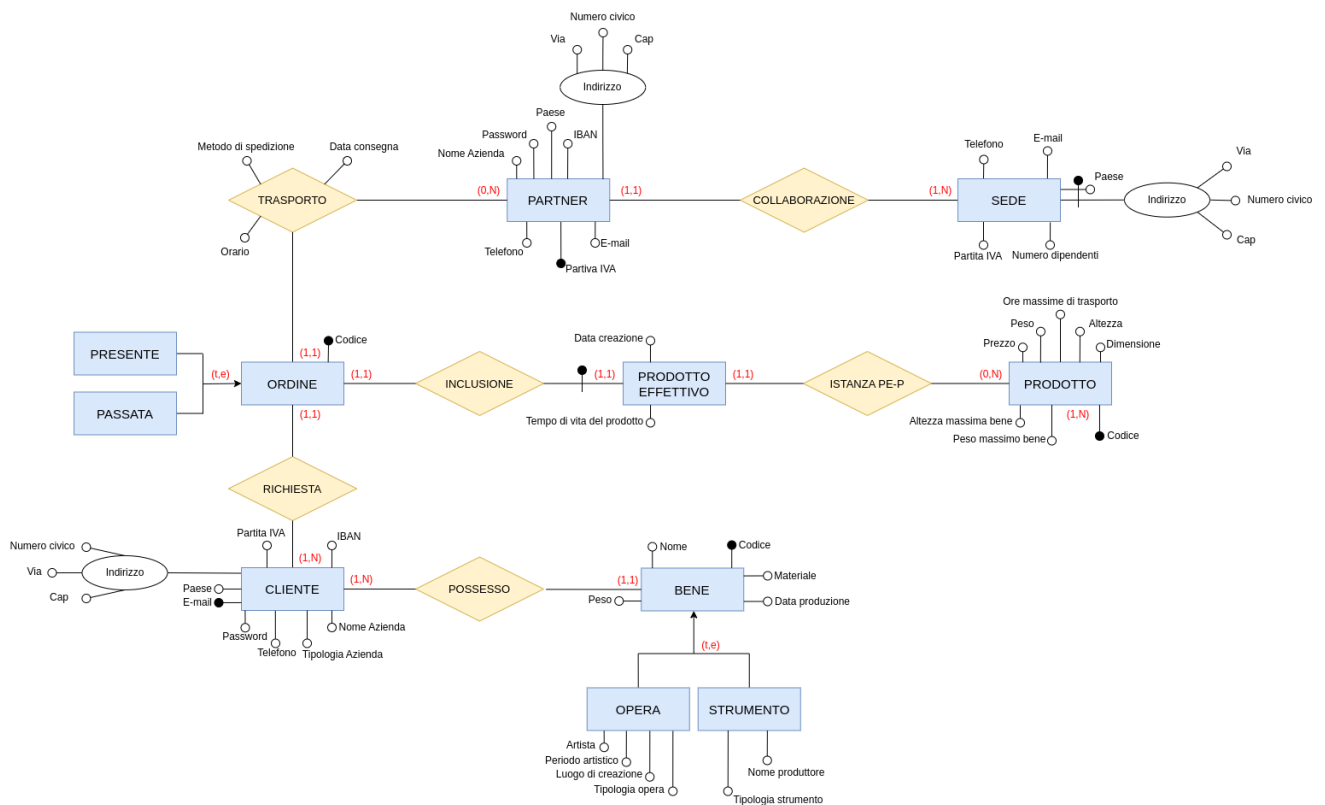 Numero civico
Via
Cap
Indirizzo
Paese
Password
IBAN
Nome Azienda
Metodo di spedizione
Data consegna
E-mail
Telefono
Via
Paese
TRASPORTO
(0,N)
PARTNER
(1,1)
COLLABORAZIONE
(1,N)
SEDE
Indirizzo
Numero civico
Orario
Telefono
E-mail
Partiva IVA
Partita IVA
Numero dipendenti
Cap
Ore massime di trasporto
Peso
Altezza
Prezzo
Dimensione
Data creazione
Codice
PRESENTE
(1,1)
(t,e)
ORDINE
(1,1)
INCLUSIONE
(1,1)
PRODOTTO
EFFETTIVO
(1,1)
ISTANZA PE-P
(0,N)
PRODOTTO
PASSATA
(1,1)
(1,N)
Tempo di vita del prodotto
Altezza massima bene
Peso massimo bene
Codice
RICHIESTA
Partita IVA
IBAN
Numero civico
Nome
Codice
(1,N)
Via
Indirizzo
Cap
Paese
E-mail
CLIENTE
(1,N)
POSSESSO
(1,1)
BENE
Peso
Materiale
Data produzione
Nome Azienda
Password
Telefono
Tipologia Azienda
(t,e)
OPERA
STRUMENTO
Artista
Periodo artistico
Luogo di creazione
Tipologia opera
Nome produttore
Tipologia strumento